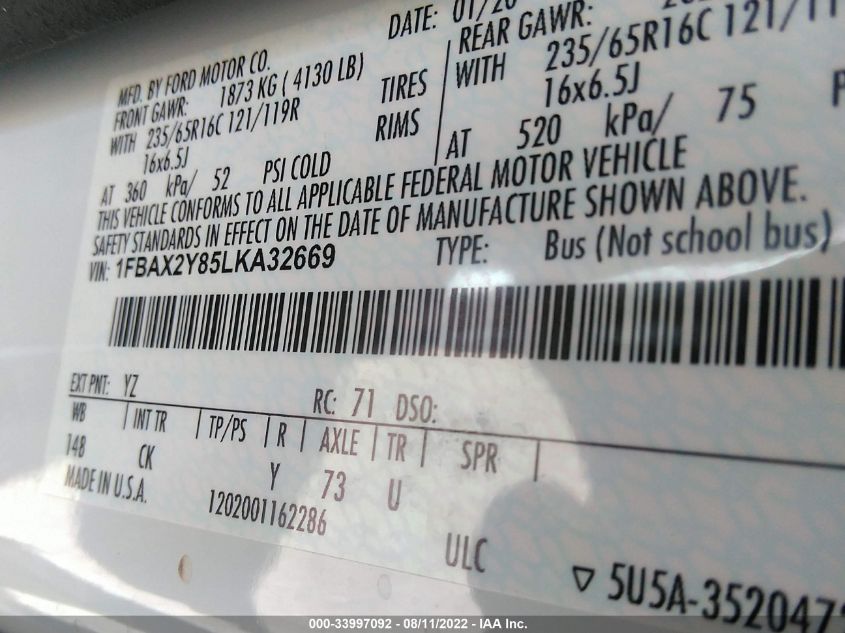 DATE: 01/20
MFD. BY FORD MOTOR CO.
FRONT GAWR: 1873 KG ( 4130 LB)
WITH 235/65R16C 121/119R TIRES
16x6.5J RIMS
AT 360 kPa/ 52 PSI COLD
REAR GAWR:
WITH 235/65R16C 121/11
16x6.5J
AT 520 kPa/ 75 P
THIS VEHICLE CONFORMS TO ALL APPLICABLE FEDERAL MOTOR VEHICLE
SAFETY STANDARDS IN EFFECT ON THE DATE OF MANUFACTURE SHOWN ABOVE.
VIN: 1FBAX2Y85LKA32669 TYPE: Bus (Not school bus)
EXT PNT: YZ RC: 71 DSO:
WB INT TR TP/PS R AXLE TR SPR
148 CK Y 73 U
MADE IN U.S.A. 1202001162286 ULC
5U5A-352047
000-33997092 - 08/11/2022 - IAA Inc.